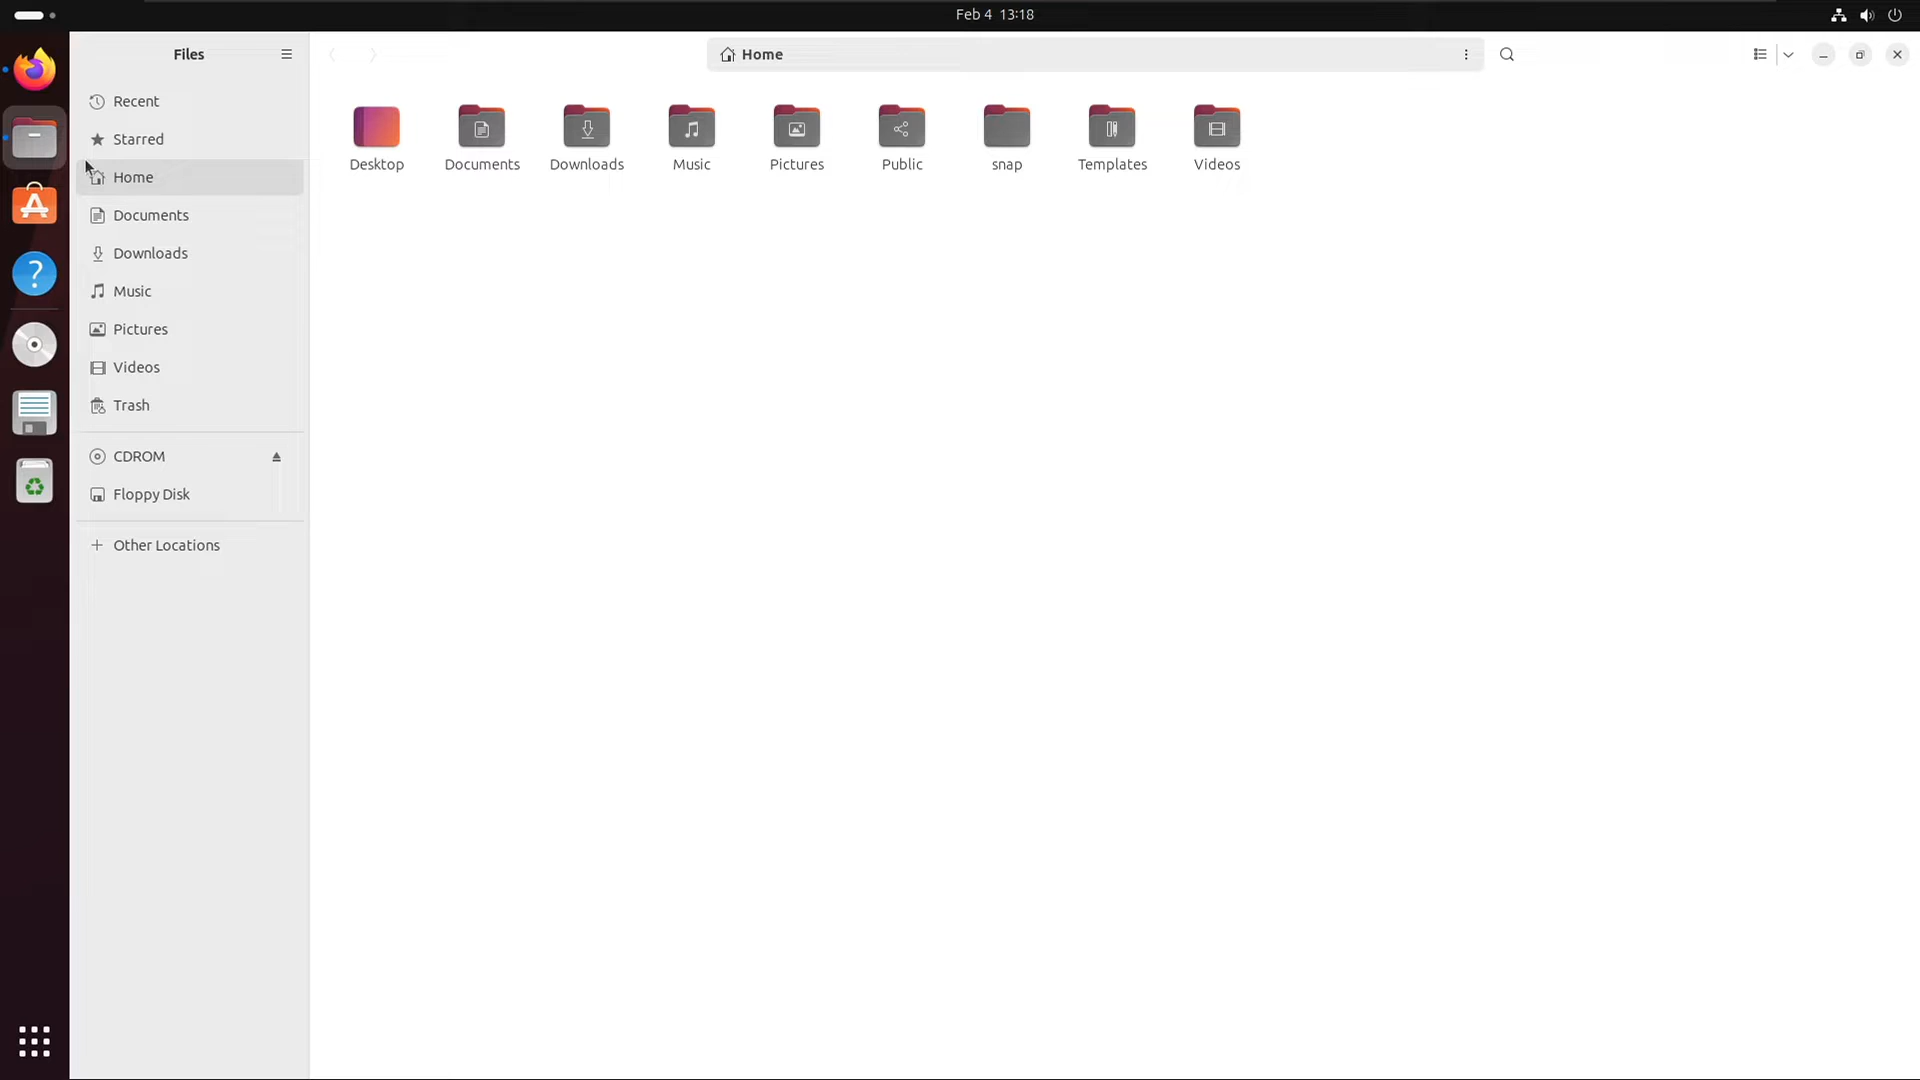 Feb 4 13:18
Files
Home
Recent
Starred
Home
Documents
Downloads
Music
Pictures
Videos
Trash
CDROM
Floppy Disk
Other Locations
Desktop
Documents
Downloads
Music
Pictures
Public
snap
Templates
Videos